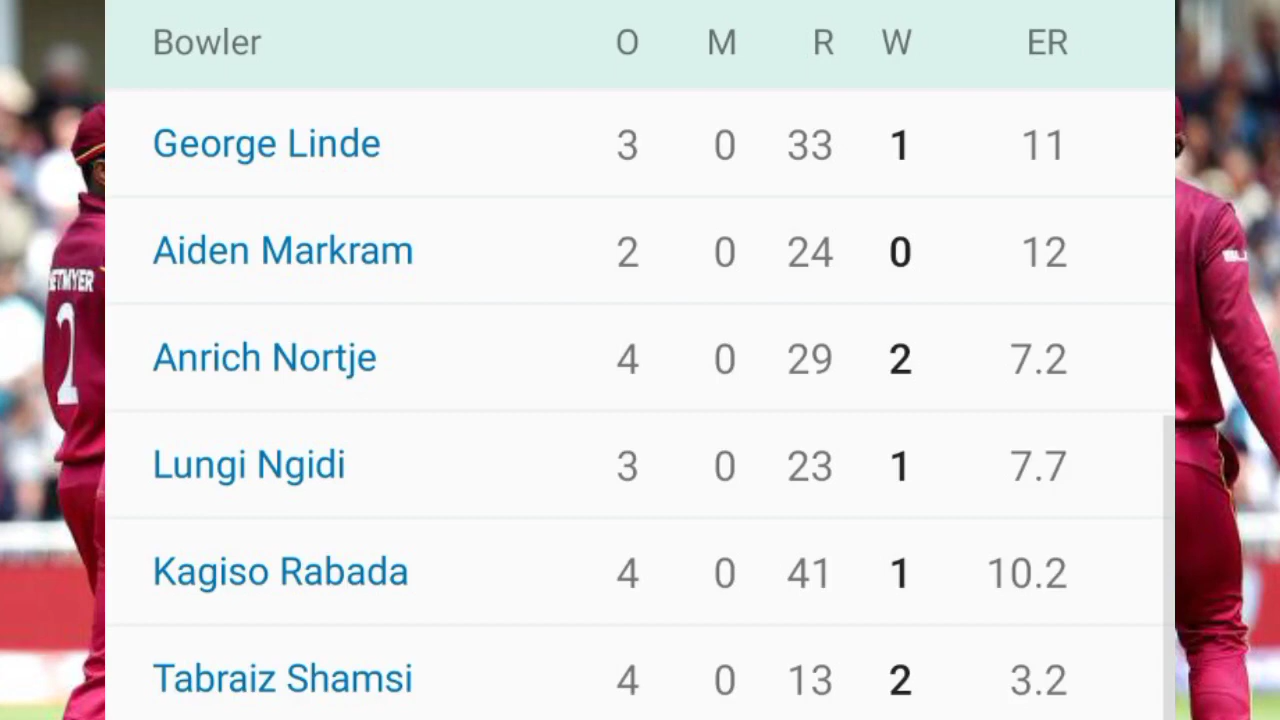 Bowler O M R W ER
George Linde 3 0 33 1 11
Aiden Markram 2 0 24 0 12
Anrich Nortje 4 0 29 2 7.2
Lungi Ngidi 3 0 23 1 7.7
Kagiso Rabada 4 0 41 1 10.2
Tabraiz Shamsi 4 0 13 2 3.2
ETMYER
2